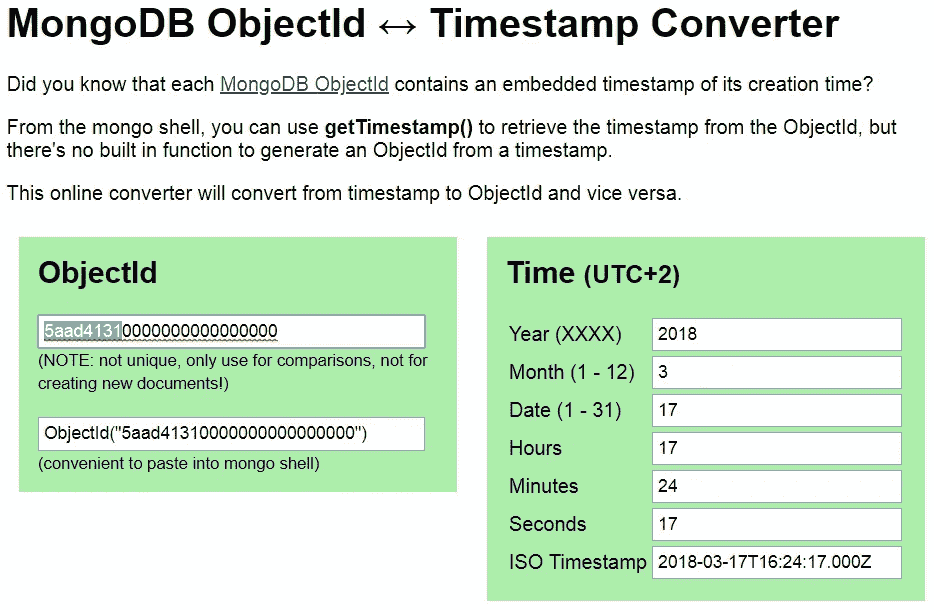 MongoDB ObjectId ↔ Timestamp Converter
Did you know that each MongoDB ObjectId contains an embedded timestamp of its creation time?
From the mongo shell, you can use getTimestamp() to retrieve the timestamp from the ObjectId, but
there's no built in function to generate an ObjectId from a timestamp.
This online converter will convert from timestamp to ObjectId and vice versa.
ObjectId
5aad41310000000000000000
(NOTE: not unique, only use for comparisons, not for
creating new documents!)
ObjectId("5aad41310000000000000000")
(convenient to paste into mongo shell)
Time (UTC+2)
Year (XXXX) 2018
Month (1 - 12) 3
Date (1 - 31) 17
Hours 17
Minutes 24
Seconds 17
ISO Timestamp 2018-03-17T16:24:17.000Z